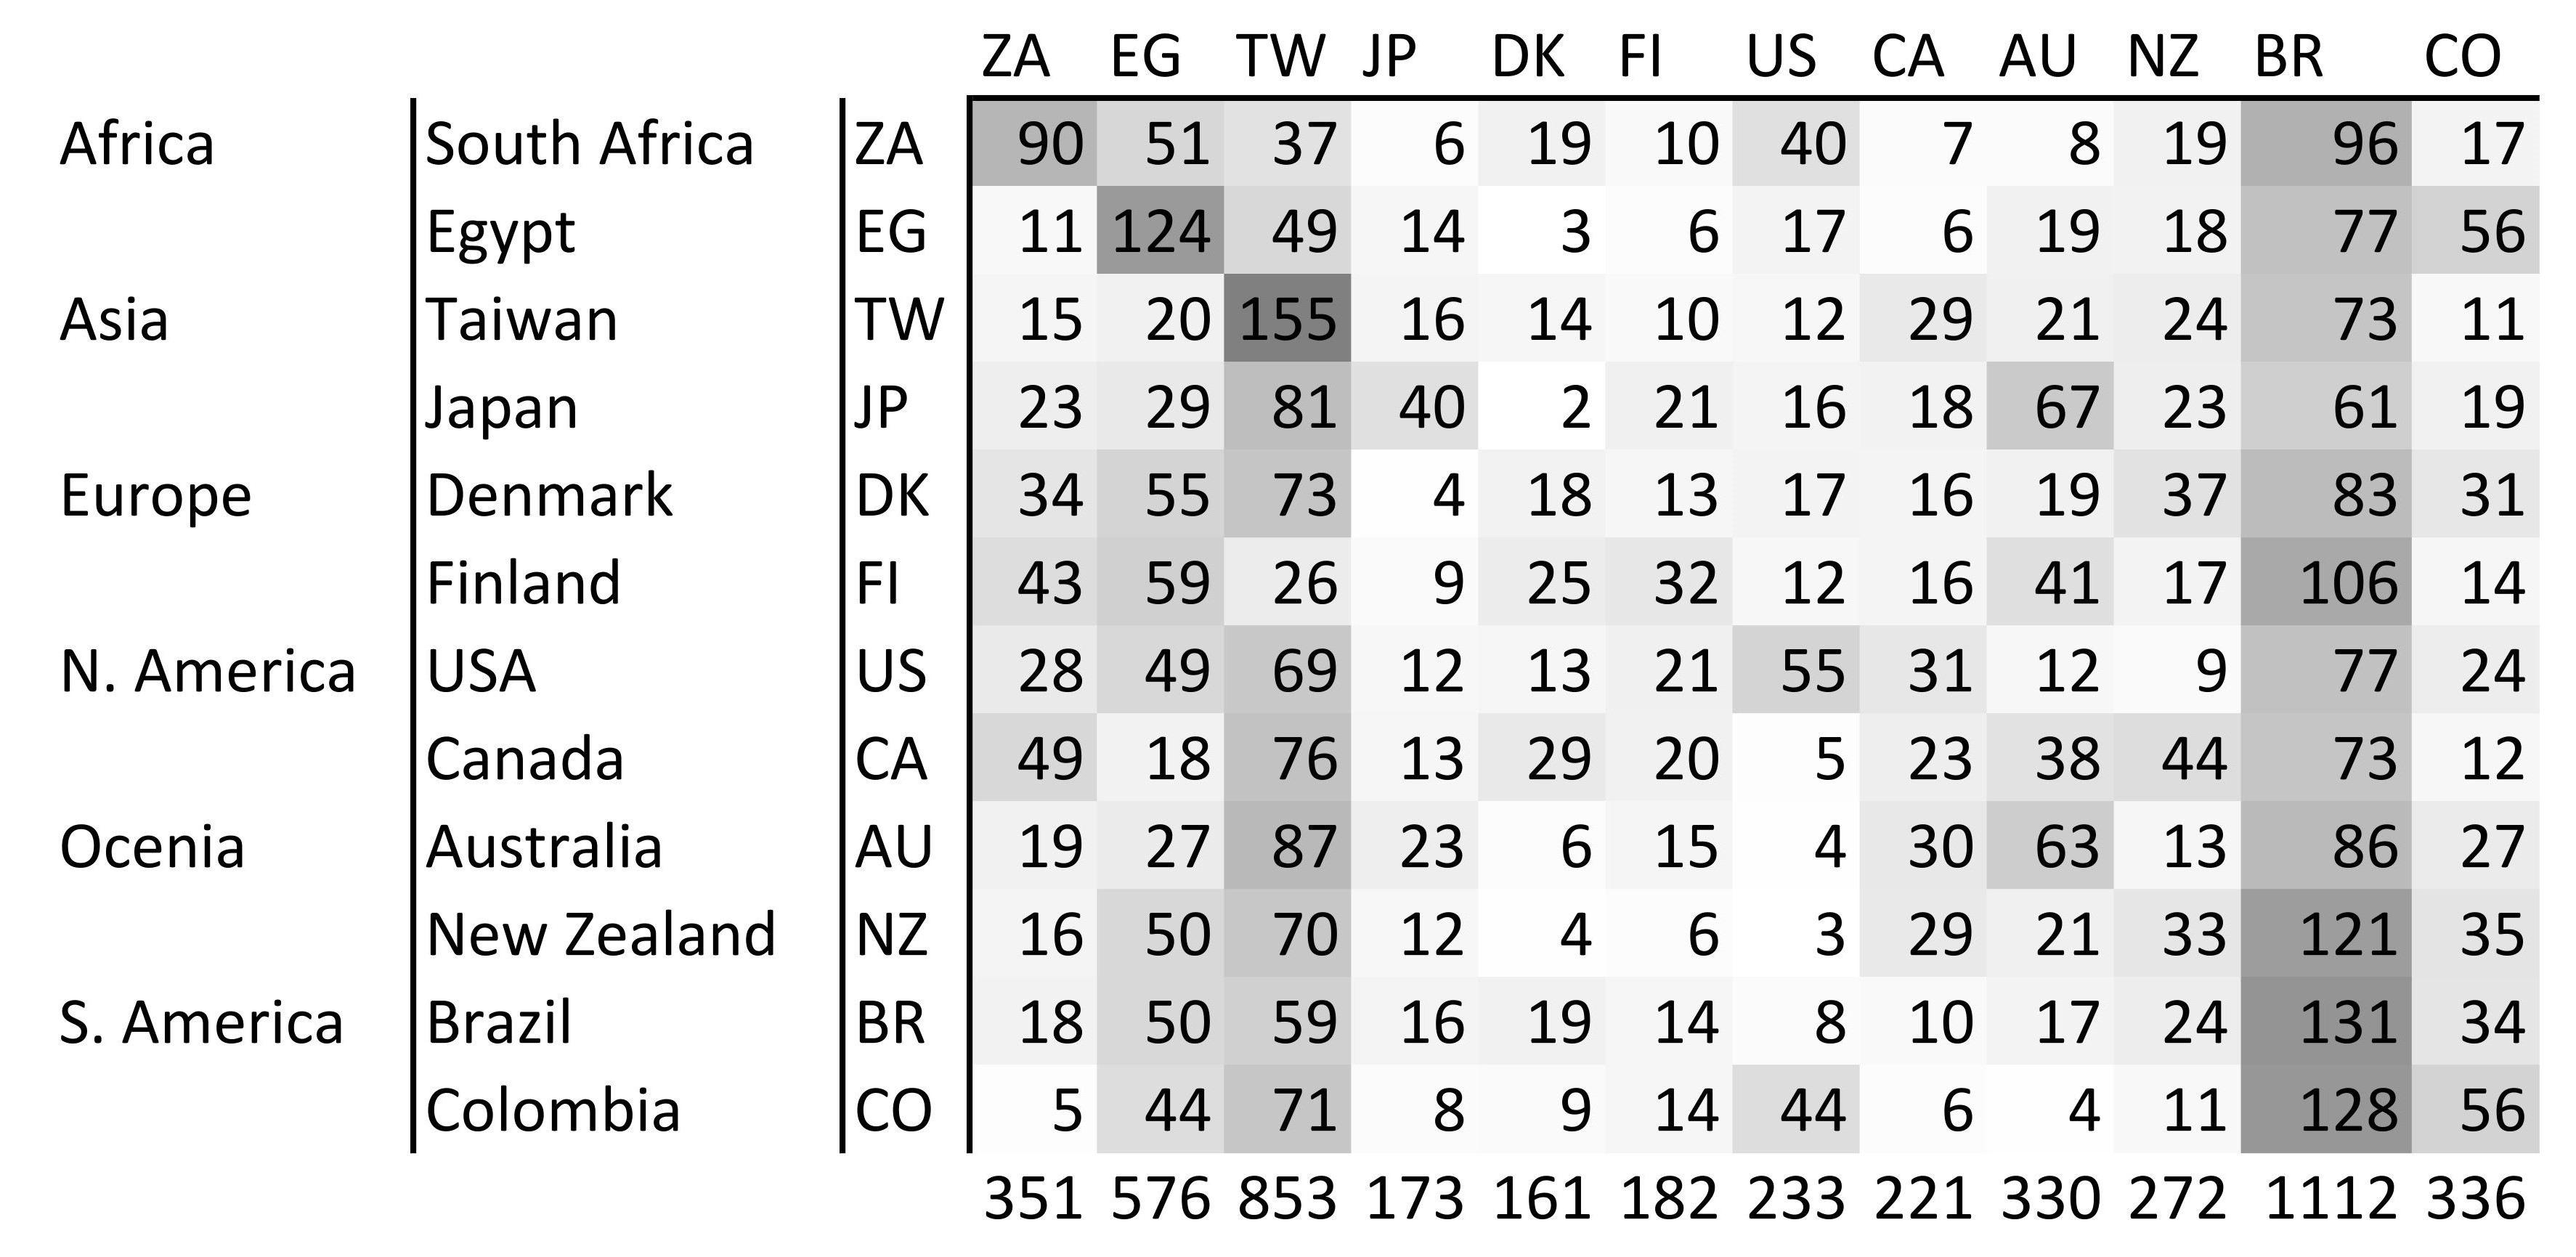 ZA EG TW JP DK FI US CA AU NZ BR CO
Africa South Africa ZA 90 51 37 6 19 10 40 7 8 19 96 17
Egypt EG 11 124 49 14 3 6 17 6 19 18 77 56
Asia Taiwan TW 15 20 155 16 14 10 12 29 21 24 73 11
Japan JP 23 29 81 40 2 21 16 18 67 23 61 19
Europe Denmark DK 34 55 73 4 18 13 17 16 19 37 83 31
Finland FI 43 59 26 9 25 32 12 16 41 17 106 14
N. America USA US 28 49 69 12 13 21 55 31 12 9 77 24
Canada CA 49 18 76 13 29 20 5 23 38 44 73 12
Ocenia Australia AU 19 27 87 23 6 15 4 30 63 13 86 27
New Zealand NZ 16 50 70 12 4 6 3 29 21 33 121 35
S. America Brazil BR 18 50 59 16 19 14 8 10 17 24 131 34
Colombia CO 5 44 71 8 9 14 44 6 4 11 128 56
351 576 853 173 161 182 233 221 330 272 1112 336